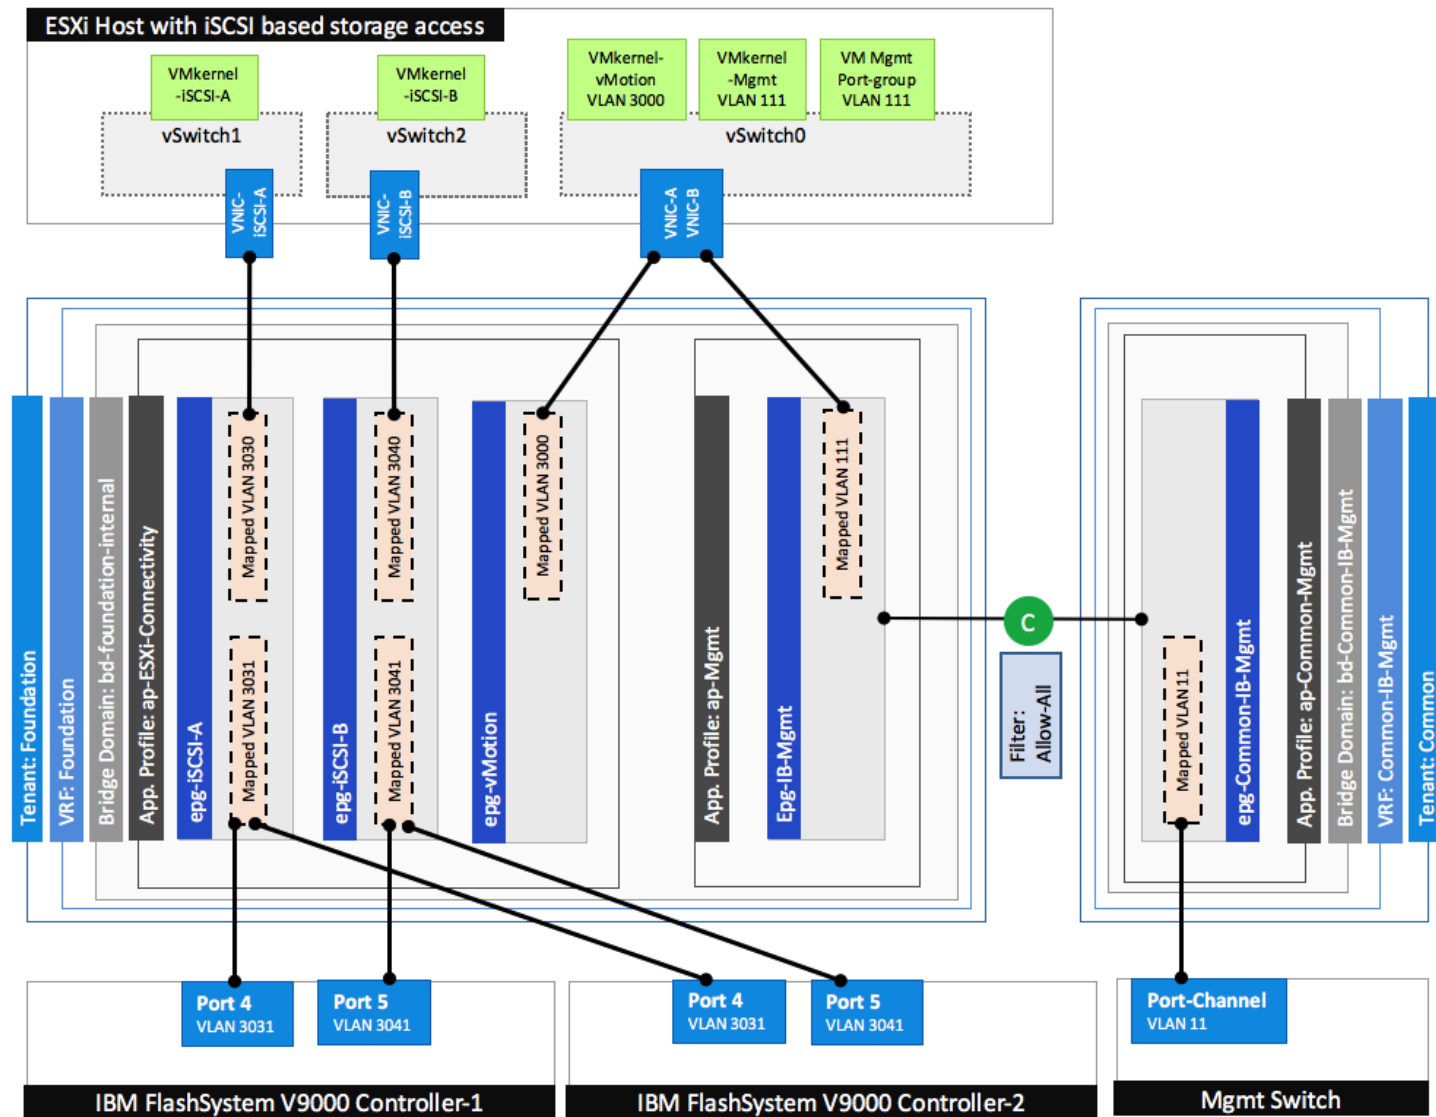 ESXi Host with iSCSI based storage access
VMkernel
-iSCSI-A
VMkernel
-iSCSI-B
VMkernel-
vMotion
VLAN 3000
VMkernel
-Mgmt
VLAN 111
VM Mgmt
Port-group
VLAN 111
vSwitch1
vSwitch2
vSwitch0
VNIC-
iSCSI-A
VNIC-
iSCSI-B
VNIC-A
VNIC-B
Tenant: Foundation
VRF: Foundation
Bridge Domain: bd-foundation-internal
App. Profile: ap-ESXi-Connectivity
epg-iSCSI-A
Mapped VLAN 3030
Mapped VLAN 3031
epg-iSCSI-B
Mapped VLAN 3040
Mapped VLAN 3041
epg-vMotion
Mapped VLAN 3000
App. Profile: ap-Mgmt
Epg-IB-Mgmt
Mapped VLAN 111
C
Filter:
Allow-All
Mapped VLAN 11
epg-Common-IB-Mgmt
App. Profile: ap-Common-Mgmt
Bridge Domain: bd-Common-IB-Mgmt
VRF: Common-IB-Mgmt
Tenant: Common
Port 4
VLAN 3031
Port 5
VLAN 3041
Port 4
VLAN 3031
Port 5
VLAN 3041
Port-Channel
VLAN 11
IBM FlashSystem V9000 Controller-1
IBM FlashSystem V9000 Controller-2
Mgmt Switch